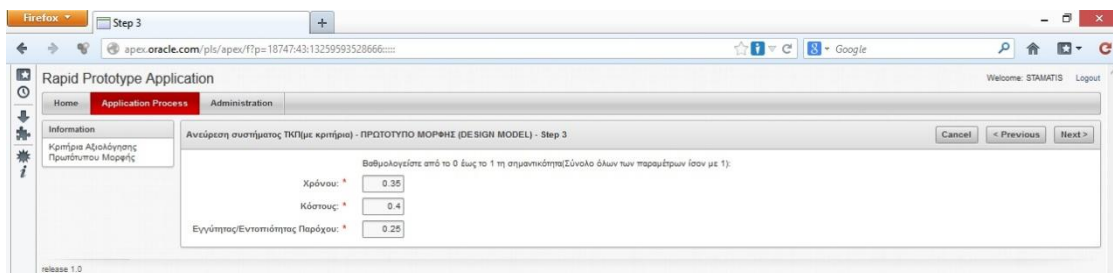 Firefox
Step 3
apex.oracle.com/pls/apex/f?p=18747:43:13259593528666:::::
Google
Rapid Prototype Application
Welcome: STAMATIS Logout
Home Application Process Administration
Information
Κριτήρια Αξιολόγησης
Πρωτότυπου Μορφής
Ανεύρεση συστήματος ΤΚΠ(με κριτήρια) - ΠΡΩΤΟΤΥΠΟ ΜΟΡΦΗΣ (DESIGN MODEL) - Step 3
Cancel < Previous Next >
Βαθμολογείστε από το 0 έως το 1 τη σημαντικότητα(Σύνολο όλων των παραμέτρων ίσον με 1):
Χρόνου: * 0.35
Κόστους: * 0.4
Εγγύτητας/Εντοπιότητας Παρόχου: * 0.25
release 1.0